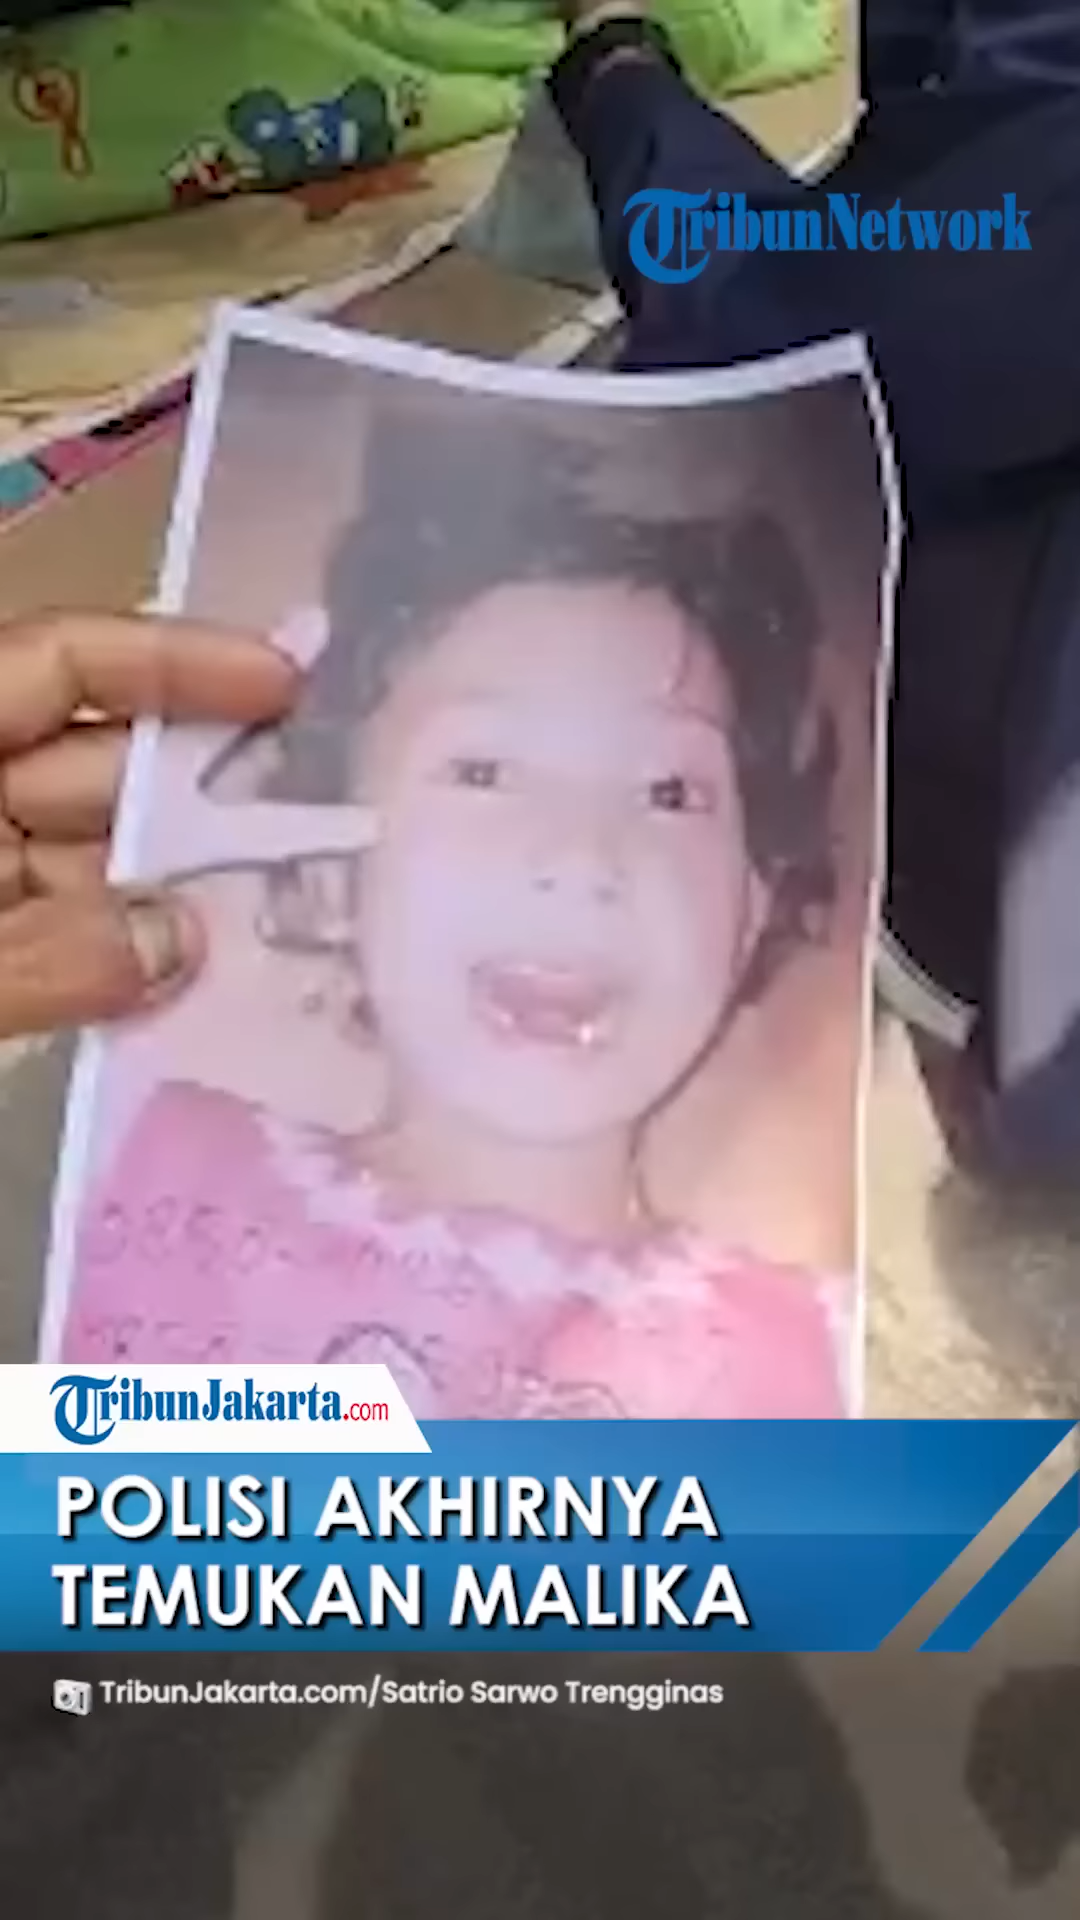 TribunNetwork
TribunJakarta.com
POLISI AKHIRNYA
TEMUKAN MALIKA
TribunJakarta.com/Satrio Sarwo Trengginas